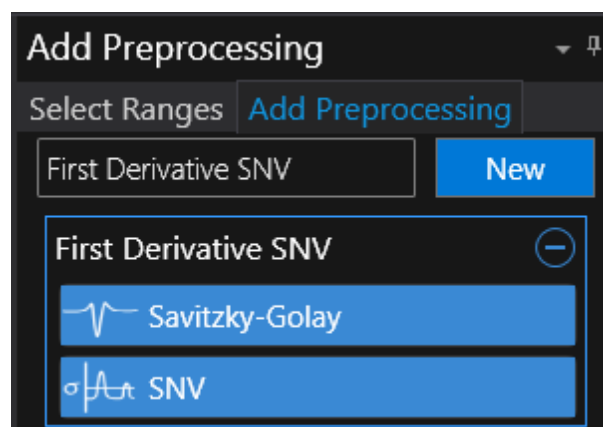 Add Preprocessing
Select Ranges Add Preprocessing
First Derivative SNV New
First Derivative SNV
Savitzky-Golay
σ SNV